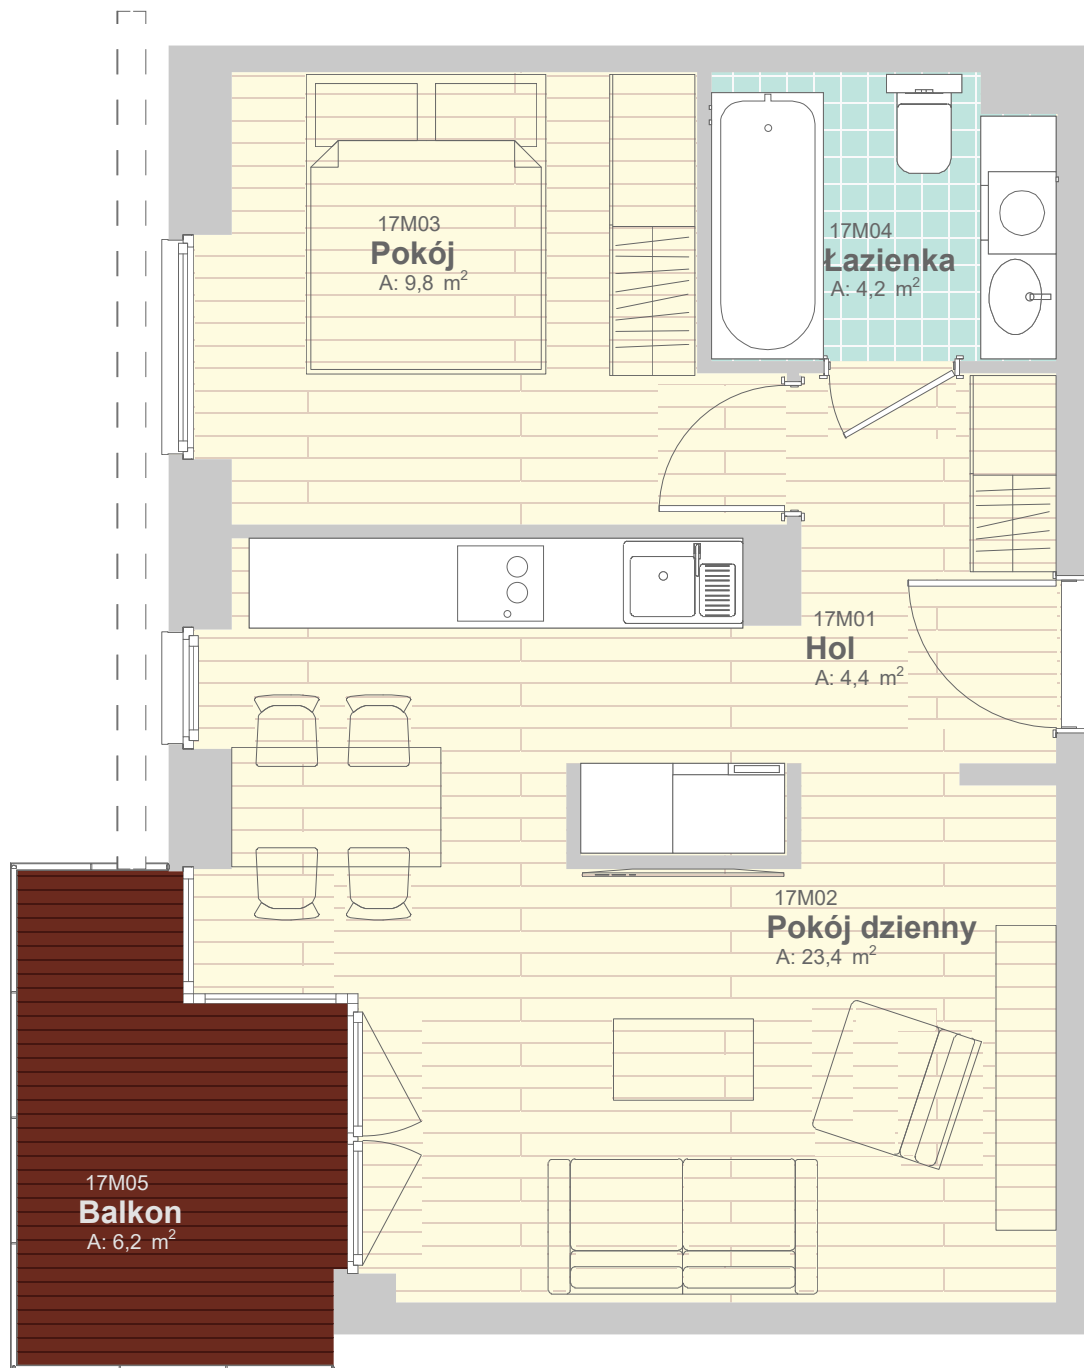 17M03
Pokój
A: 9,8 m²
17M04
Łazienka
A: 4,2 m²
17M01
Hol
A: 4,4 m²
17M02
Pokój dzienny
A: 23,4 m²
17M05
Balkon
A: 6,2 m²